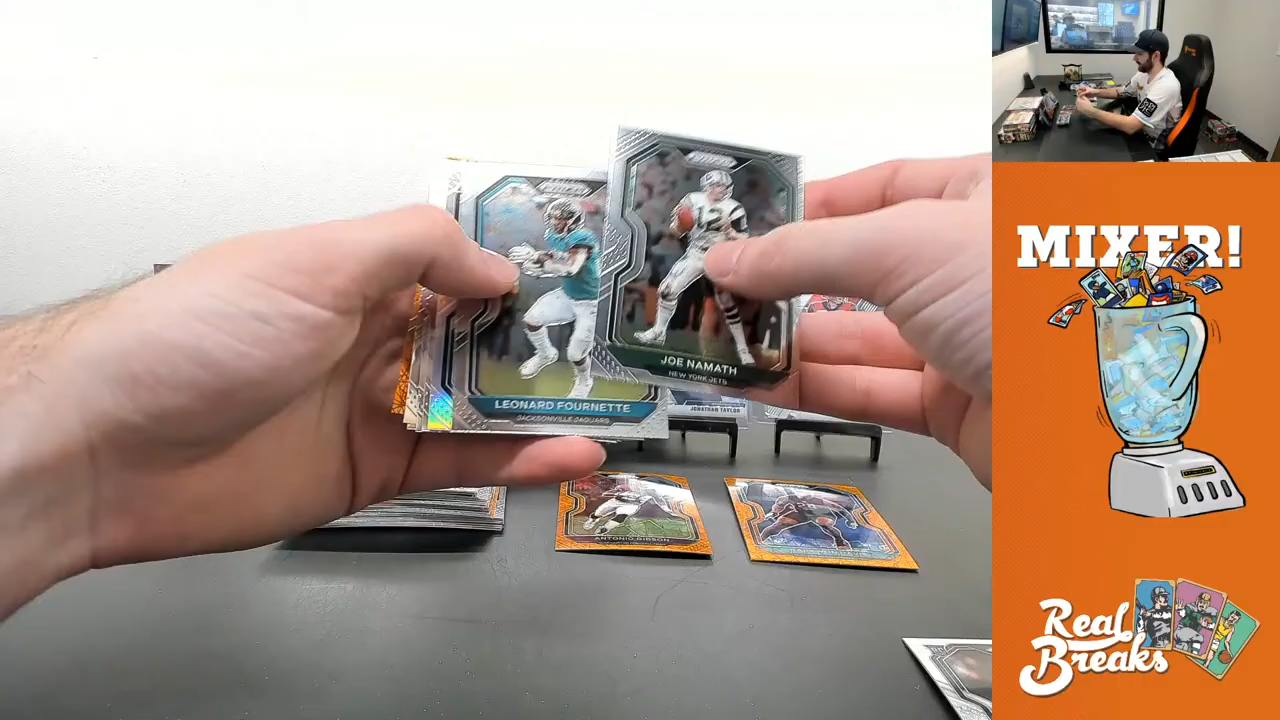 JOE NAMATH
NEW YORK JETS
LEONARD FOURNETTE
JACKSONVILLE JAGUARS
JONATHAN TAYLOR
ANTONIO GIBSON
MIXER!
Real
Breaks